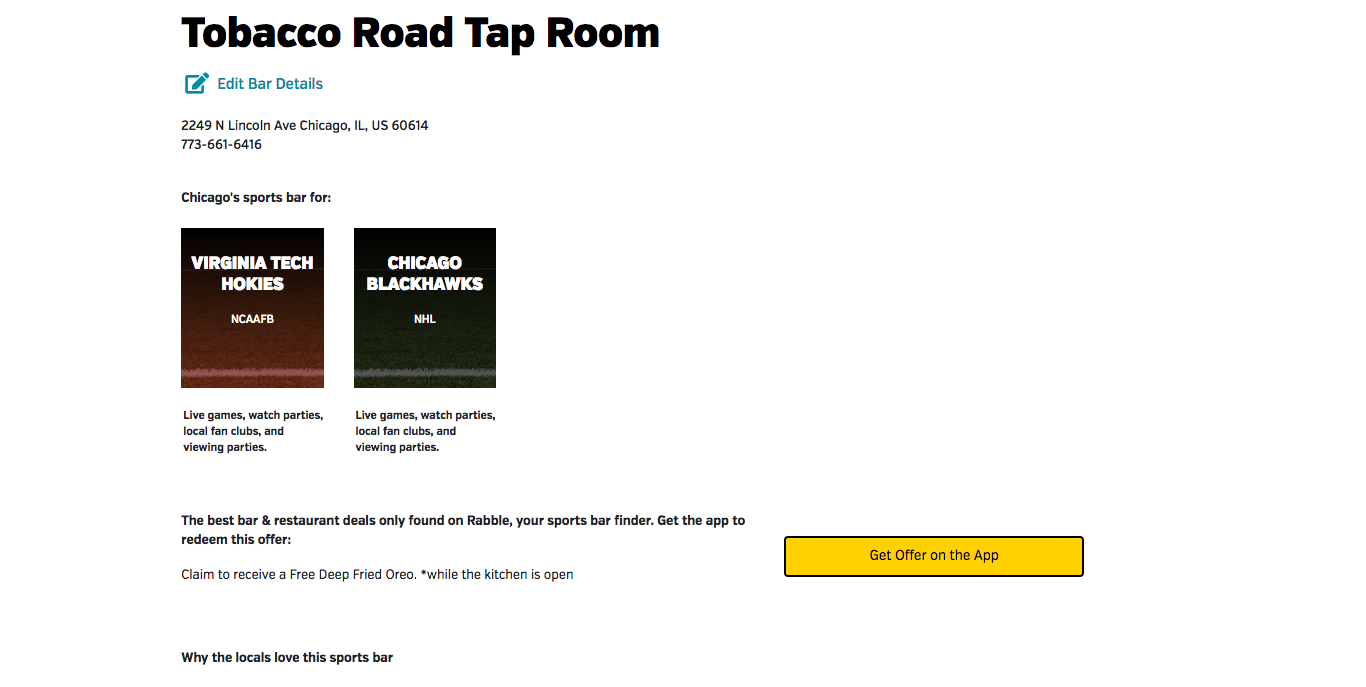 Tobacco Road Tap Room
Edit Bar Details
2249 N Lincoln Ave Chicago, IL, US 60614
773-661-6416
Chicago's sports bar for:
VIRGINIA TECH
HOKIES
NCAAFB
Live games, watch parties,
local fan clubs, and
viewing parties.
CHICAGO
BLACKHAWKS
NHL
Live games, watch parties,
local fan clubs, and
viewing parties.
The best bar & restaurant deals only found on Rabble, your sports bar finder. Get the app to
redeem this offer:
Claim to receive a Free Deep Fried Oreo. *while the kitchen is open
Get Offer on the App
Why the locals love this sports bar